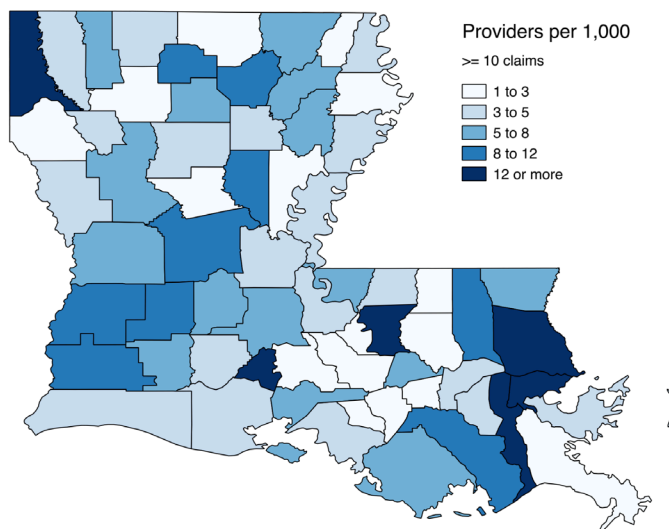 Providers per 1,000
>= 10 claims
1 to 3
3 to 5
5 to 8
8 to 12
12 or more